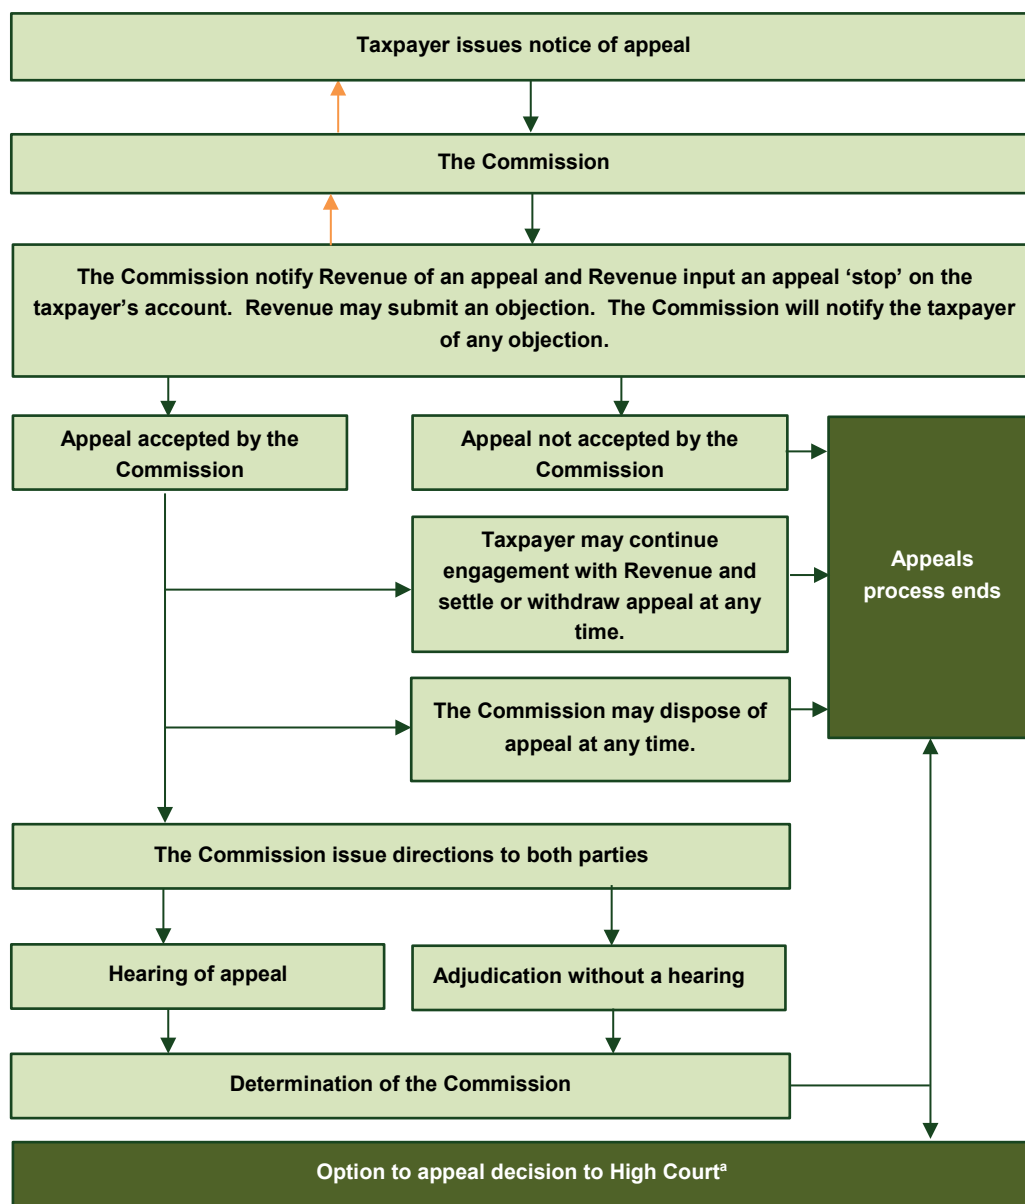 Taxpayer issues notice of appeal
The Commission
The Commission notify Revenue of an appeal and Revenue input an appeal ‘stop’ on the
taxpayer’s account.  Revenue may submit an objection.  The Commission will notify the taxpayer
of any objection.
Appeal accepted by the
Commission
Appeal not accepted by the
Commission
Taxpayer may continue
engagement with Revenue and
settle or withdraw appeal at any
time.
Appeals
process ends
The Commission may dispose of
appeal at any time.
The Commission issue directions to both parties
Hearing of appeal
Adjudication without a hearing
Determination of the Commission
Option to appeal decision to High Courtᵃ